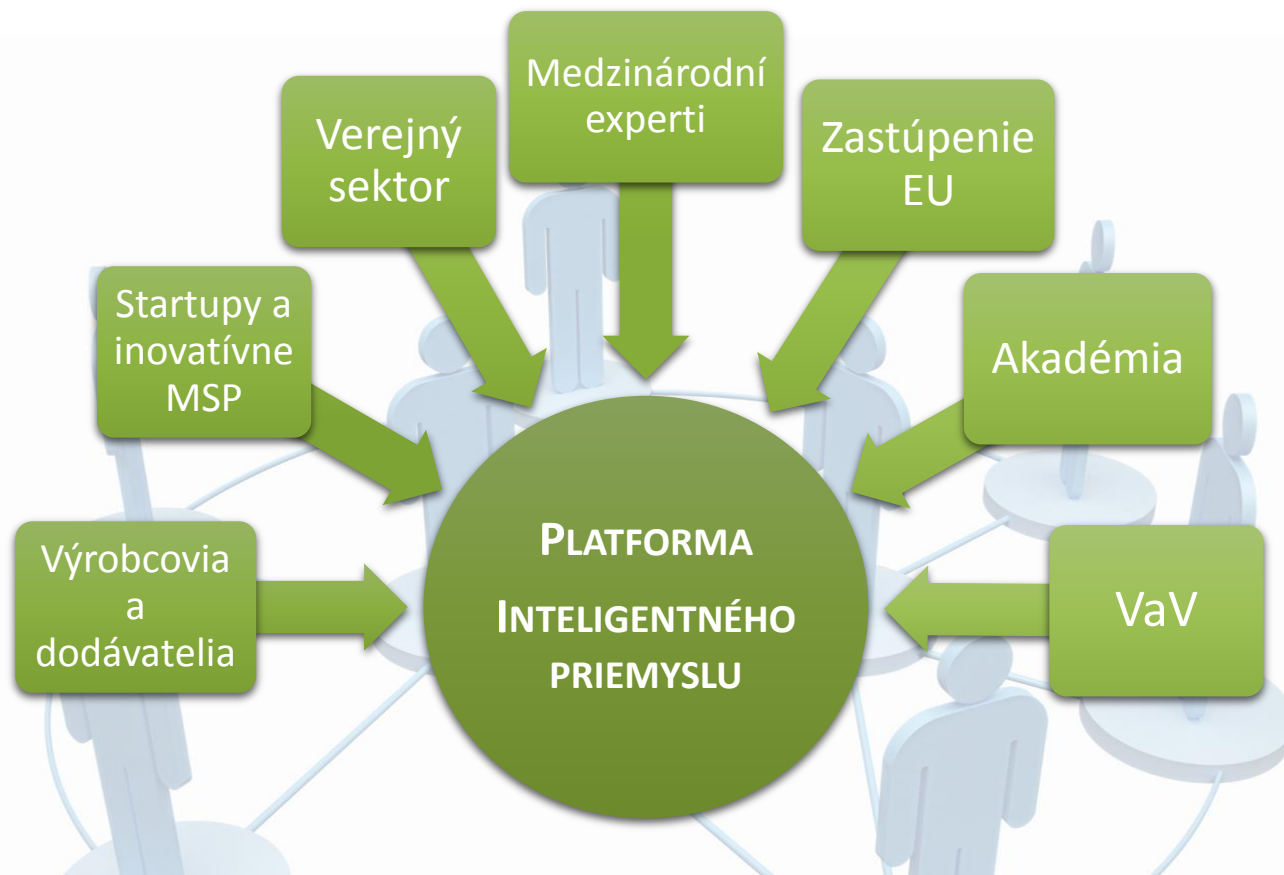 Výrobcovia
a
dodávatelia
Startupy a
inovatívne
MSP
Verejný
sektor
Medzinárodní
experti
Zastúpenie
EU
Akadémia
VaV
PLATFORMA
INTELIGENTNÉHO
PRIEMYSLU